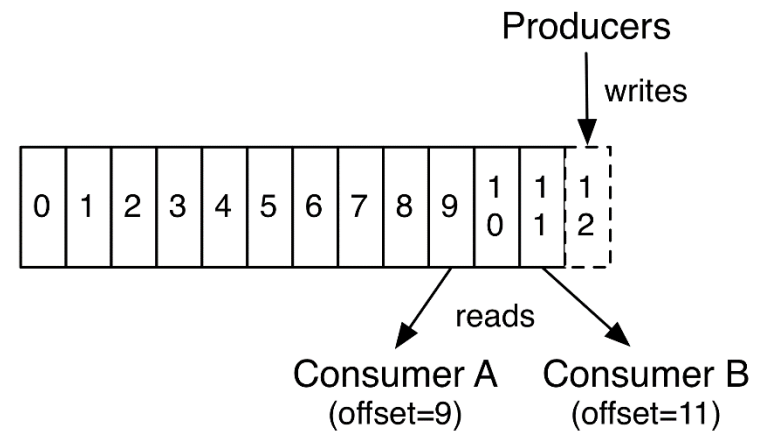 Producers
writes
0 1 2 3 4 5 6 7 8 9 10 11 12
reads
Consumer A Consumer B
(offset=9) (offset=11)